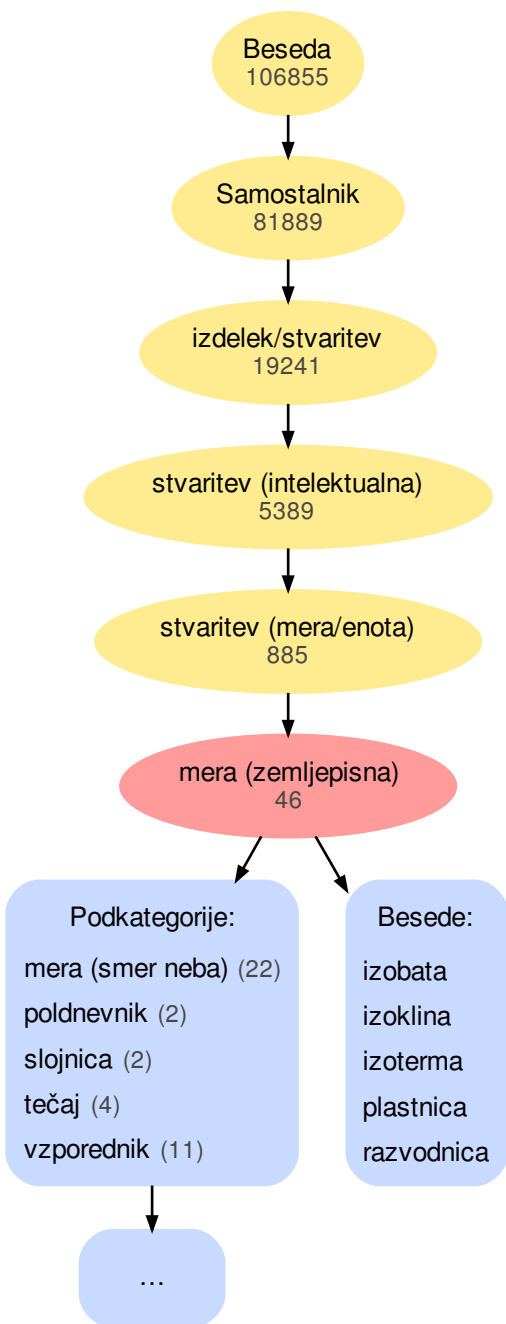 Beseda
106855
Samostalnik
81889
izdelek/stvaritev
19241
stvaritev (intelektualna)
5389
stvaritev (mera/enota)
885
mera (zemljepisna)
46
Podkategorije:
mera (smer neba) (22)
poldnevnik (2)
slojnica (2)
tečaj (4)
vzporednik (11)
Besede:
izobata
izoklina
izoterma
plastnica
razvodnica
…